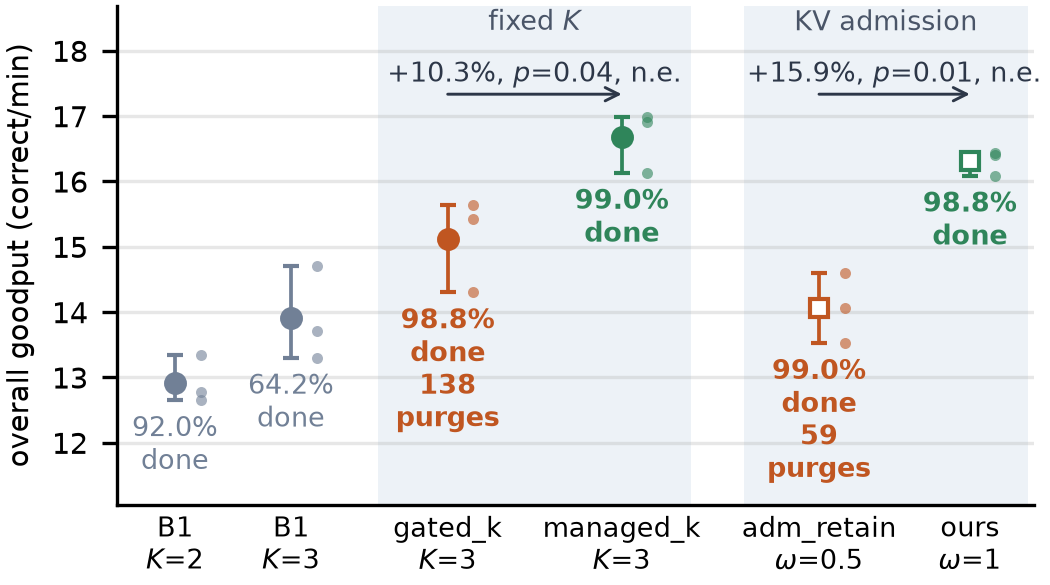 fixed K
KV admission
+10.3%, p=0.04, n.e.
+15.9%, p=0.01, n.e.
overall goodput (correct/min)
18
17
16
15
14
13
12
92.0%
done
64.2%
done
98.8%
done
138
purges
99.0%
done
99.0%
done
59
purges
98.8%
done
B1
K=2
B1
K=3
gated_k
K=3
managed_k
K=3
adm_retain
ω=0.5
ours
ω=1